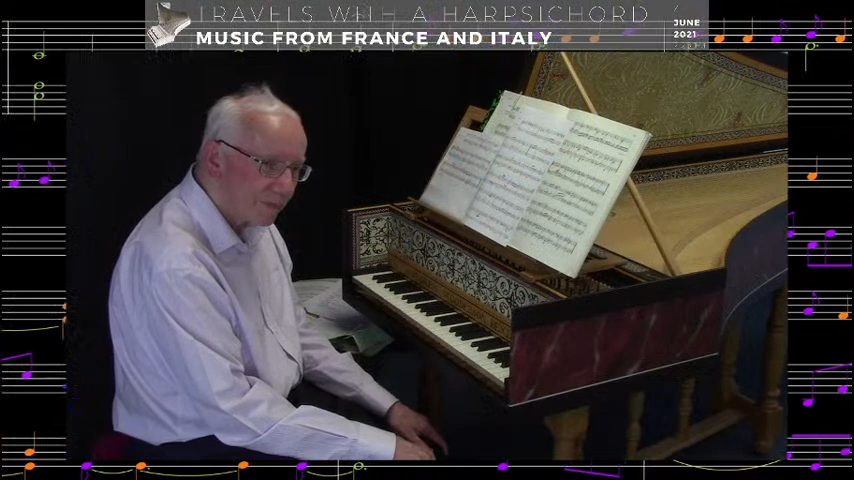 TRAVELS WITH A HARPSICHORD
MUSIC FROM FRANCE AND ITALY
JUNE
2021